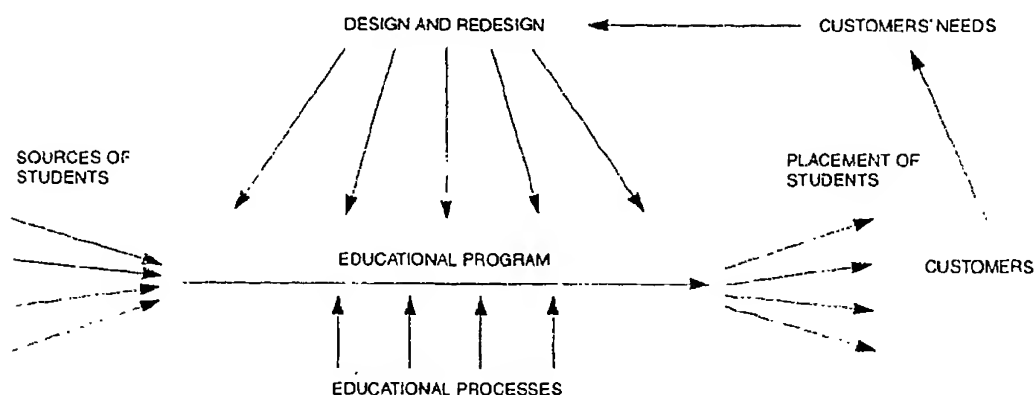 DESIGN AND REDESIGN
CUSTOMERS' NEEDS
SOURCES OF
STUDENTS
PLACEMENT OF
STUDENTS
EDUCATIONAL PROGRAM
CUSTOMERS
EDUCATIONAL PROCESSES